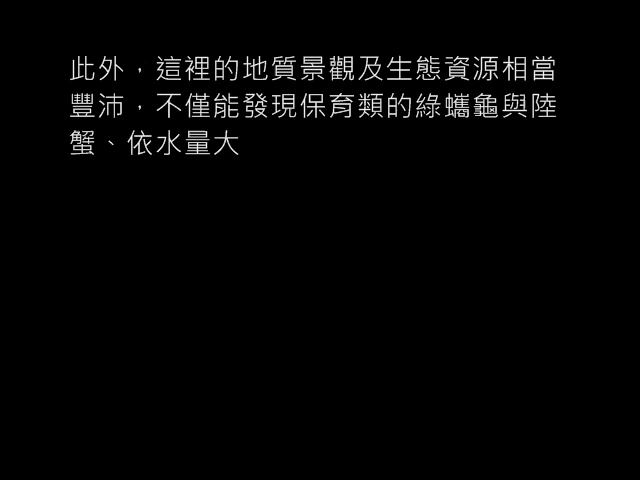 此外，這裡的地质景觀及生態資源相當
豐沛，不僅能發現保育類的綠蠵龜與陸
蟹、依水量大